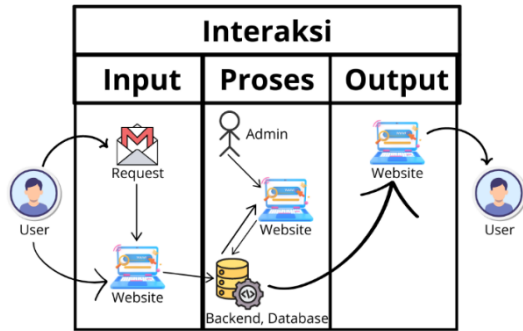 Interaksi
Input
Proses
Output
Admin
Request
Website
Website
User
User
Website
Backend, Database